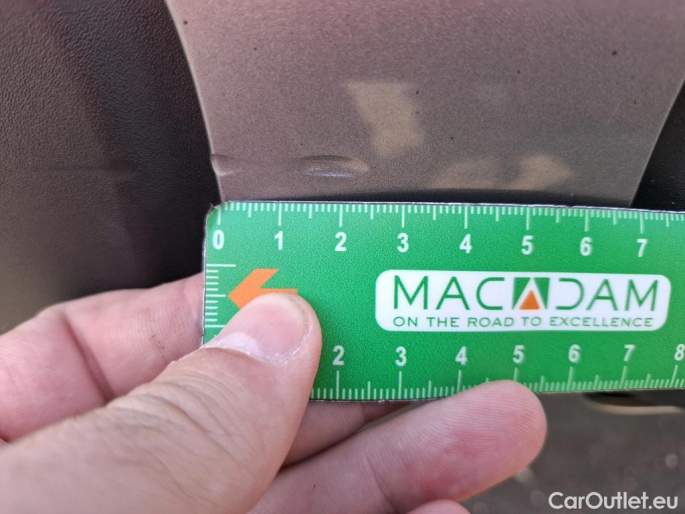 0 1 2 3 4 5 6 7
MACADAM
ON THE ROAD TO EXCELLENCE
2 3 4 5 6 7 8
CarOutlet.eu